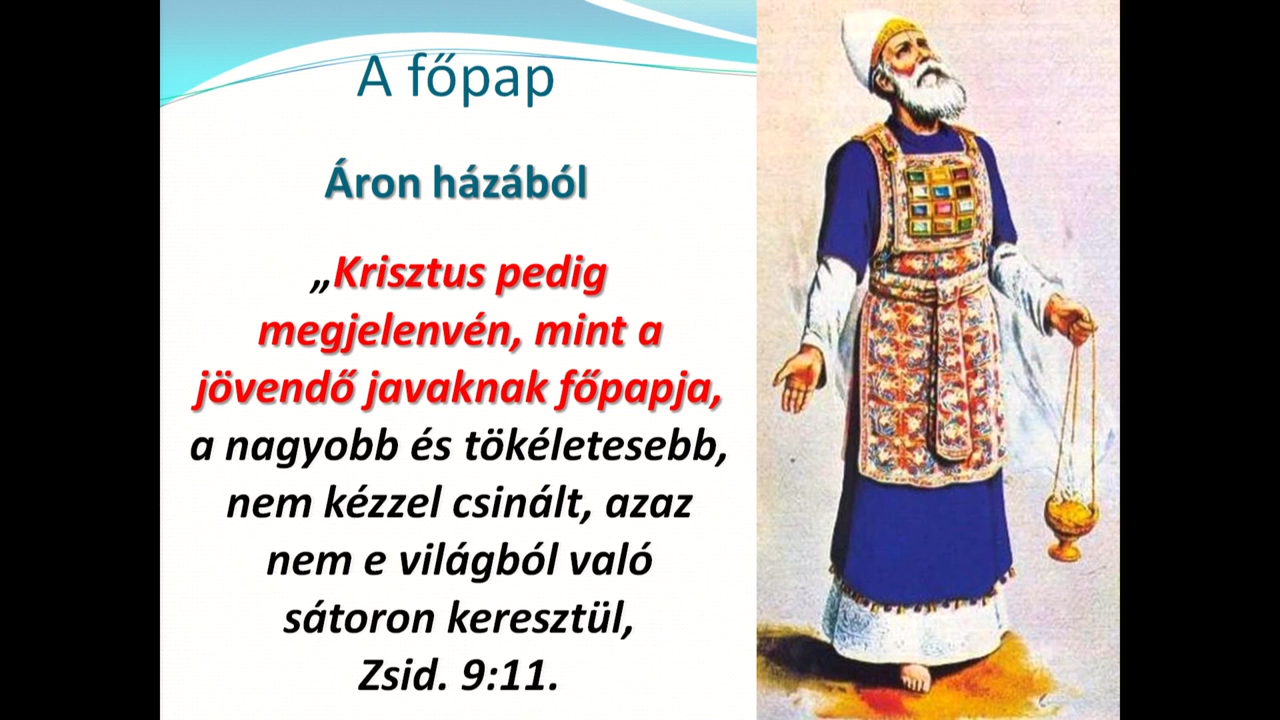 A főpap
Áron házából
„Krisztus pedig
megjelenvén, mint a
jövendő javaknak főpapja,
a nagyobb és tökéletesebb,
nem kézzel csinált, azaz
nem e világból való
sátoron keresztül,
Zsid. 9:11.